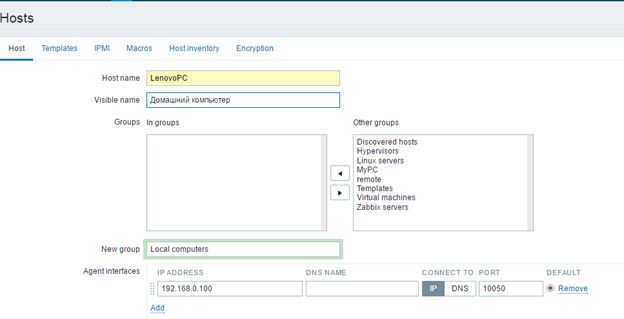 Hosts
Host Templates IPMI Macros Host inventory Encryption
Host name LenovoPC
Visible name Домашний компьютер
Groups In groups Other groups
Discovered hosts
Hypervisors
Linux servers
MyPC
remote
Templates
Virtual machines
Zabbix servers
New group Local computers
Agent interfaces IP ADDRESS DNS NAME CONNECT TO PORT DEFAULT
192.168.0.100 IP DNS 10050 Remove
Add